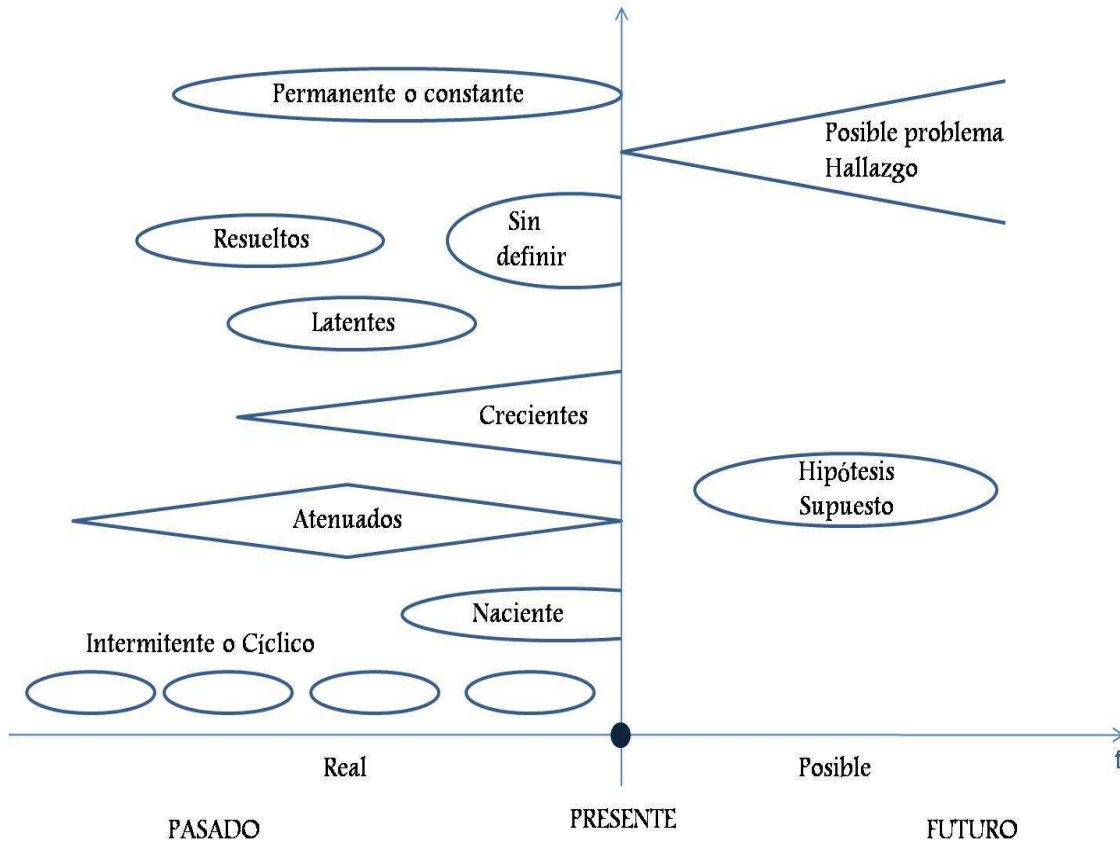 Permanente o constante
Posible problema
Hallazgo
Sin
definir
Resueltos
Latentes
Crecientes
Hipótesis
Supuesto
Atenuados
Naciente
Intermitente o Cíclico
Real
Posible
t
PASADO
PRESENTE
FUTURO